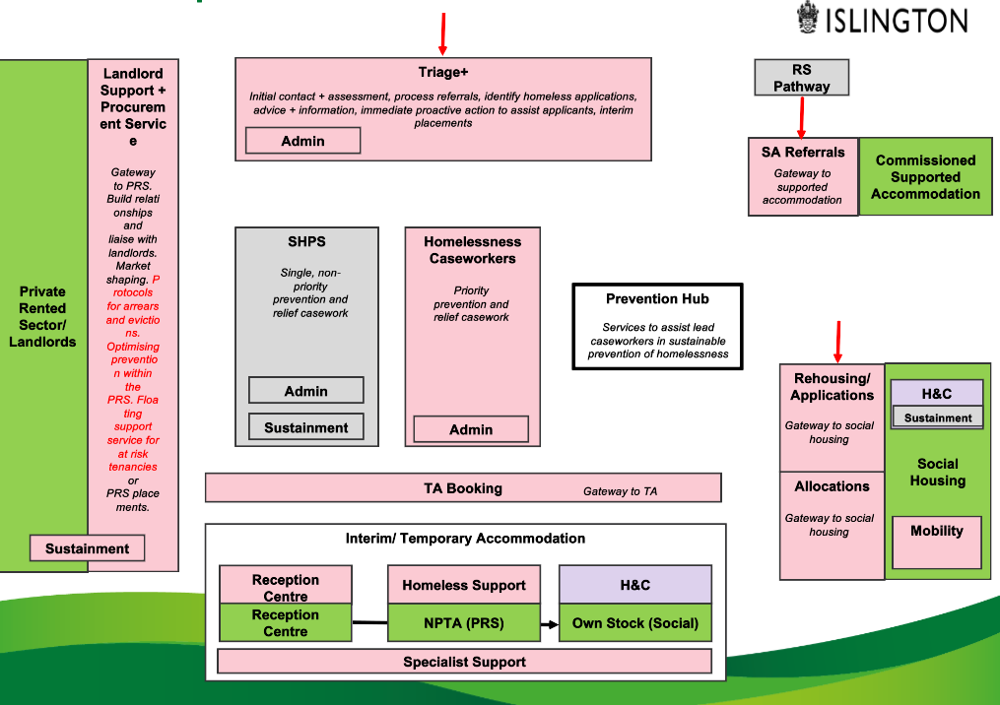 ISLINGTON
Landlord
Support +
Procurem
ent Servic
e
Gateway
to PRS.
Build relati
onships
and
liaise with
landlords.
Market
shaping. P
rotocols
for arrears
and evictio
ns.
Optimising
preventio
n within
the
PRS. Floa
ting
support
service for
at risk
tenancies
or
PRS place
ments.
Sustainment
Private
Rented
Sector/
Landlords
Triage+
Initial contact + assessment, process referrals, identify homeless applications,
advice + information, immediate proactive action to assist applicants, interim
placements
Admin
RS
Pathway
SA Referrals
Gateway to
supported
accommodation
Commissioned
Supported
Accommodation
SHPS
Single, non-
priority
prevention and
relief casework
Admin
Sustainment
Homelessness
Caseworkers
Priority
prevention and
relief casework
Admin
Prevention Hub
Services to assist lead
caseworkers in sustainable
prevention of homelessness
Rehousing/
Applications
Gateway to social
housing
Allocations
Gateway to social
housing
H&C
Sustainment
Social
Housing
Mobility
TA Booking
Gateway to TA
Interim/ Temporary Accommodation
Reception
Centre
Reception
Centre
Homeless Support
NPTA (PRS)
H&C
Own Stock (Social)
Specialist Support